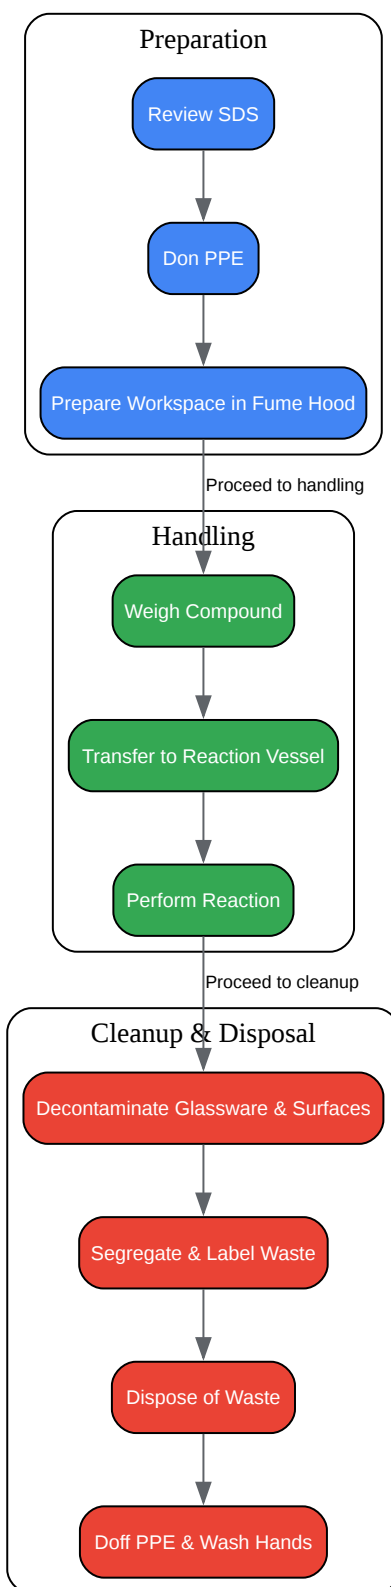 Preparation
Review SDS
Don PPE
Prepare Workspace in Fume Hood
Proceed to handling
Handling
Weigh Compound
Transfer to Reaction Vessel
Perform Reaction
Proceed to cleanup
Cleanup & Disposal
Decontaminate Glassware & Surfaces
Segregate & Label Waste
Dispose of Waste
Doff PPE & Wash Hands